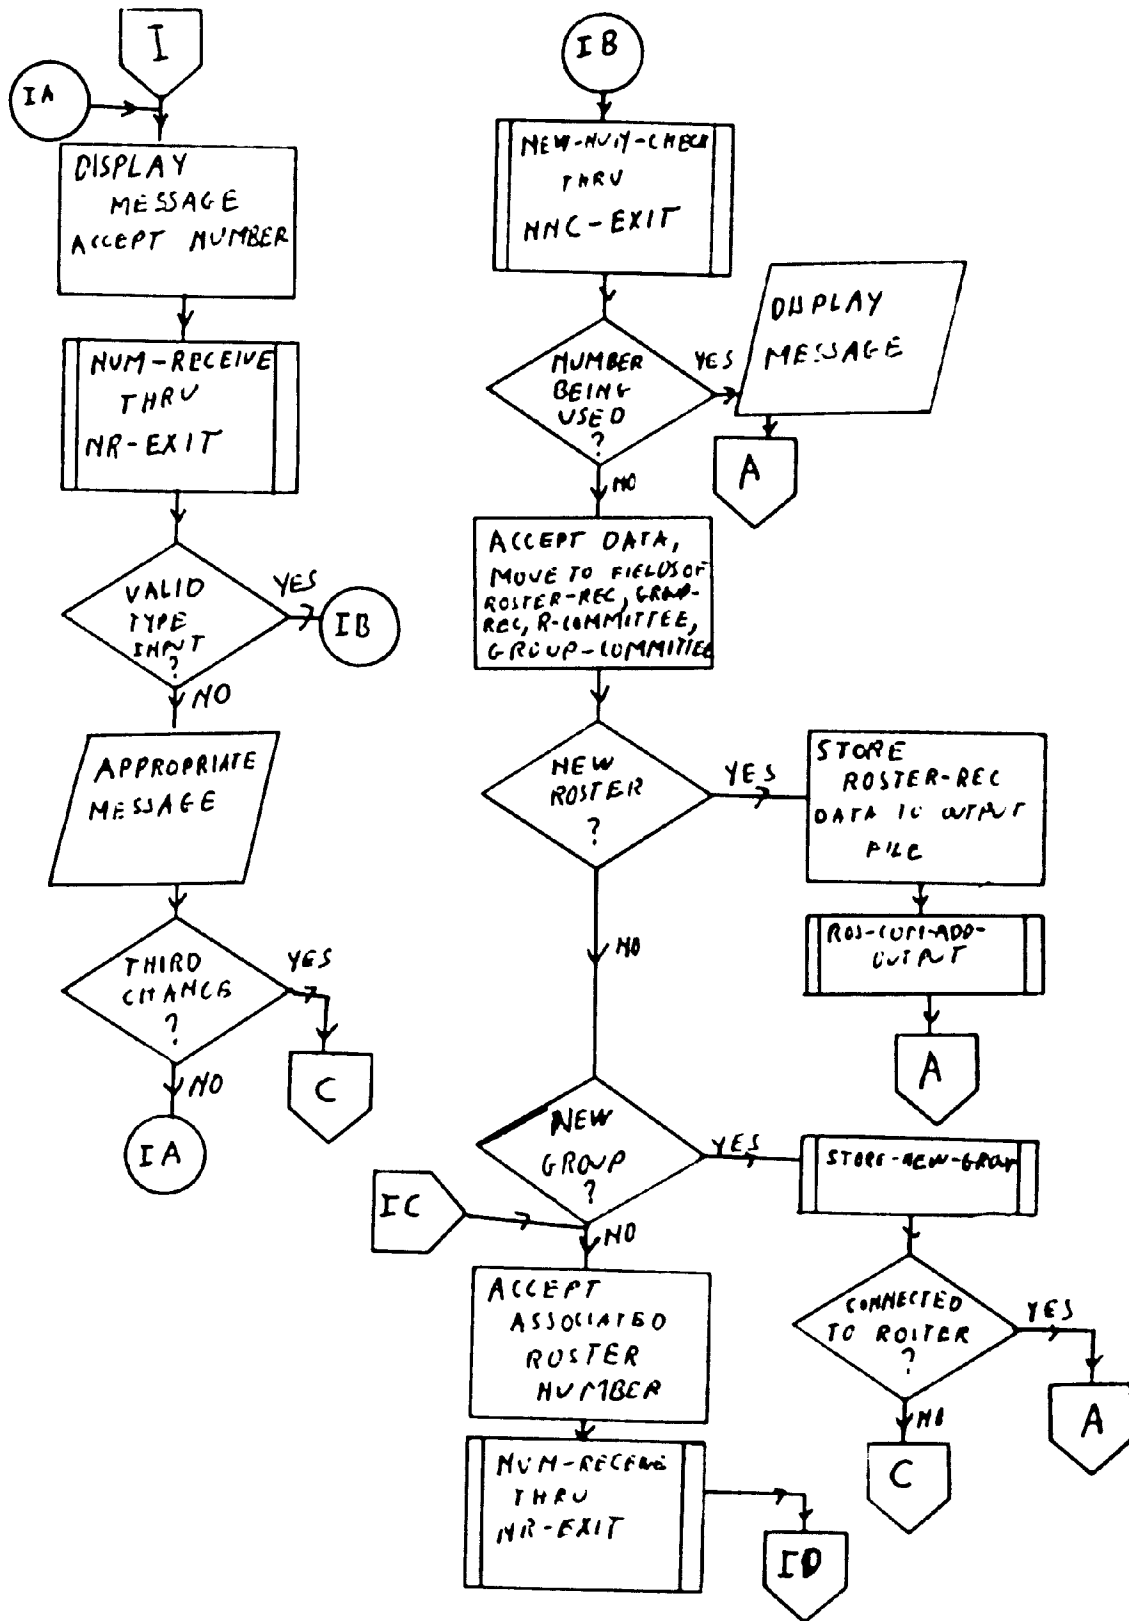 I
IA
DISPLAY
MESSAGE
ACCEPT NUMBER
NUM-RECEIVE
THRU
NR-EXIT
VALID
TYPE
INPUT
?
YES
IB
NO
APPROPRIATE
MESSAGE
THIRD
CHANCE
?
YES
C
NO
IA
IB
NEW-NUM-CHECK
THRU
NNC-EXIT
NUMBER
BEING
USED
?
YES
DISPLAY
MESSAGE
A
NO
ACCEPT DATA,
MOVE TO FIELDS OF
ROSTER-REC, GROUP-
REC, R-COMMITTEE,
GROUP-COMMITTEE
NEW
ROSTER
?
YES
STORE
ROSTER-REC
DATA TO OUTPUT
FILE
ROS-COM-ADD-
OUTPUT
A
NO
NEW
GROUP
?
YES
STORE-NEW-GROUP
CONNECTED
TO ROSTER
?
YES
A
NO
C
IC
NO
ACCEPT
ASSOCIATED
ROSTER
NUMBER
NUM-RECEIVE
THRU
NR-EXIT
ID